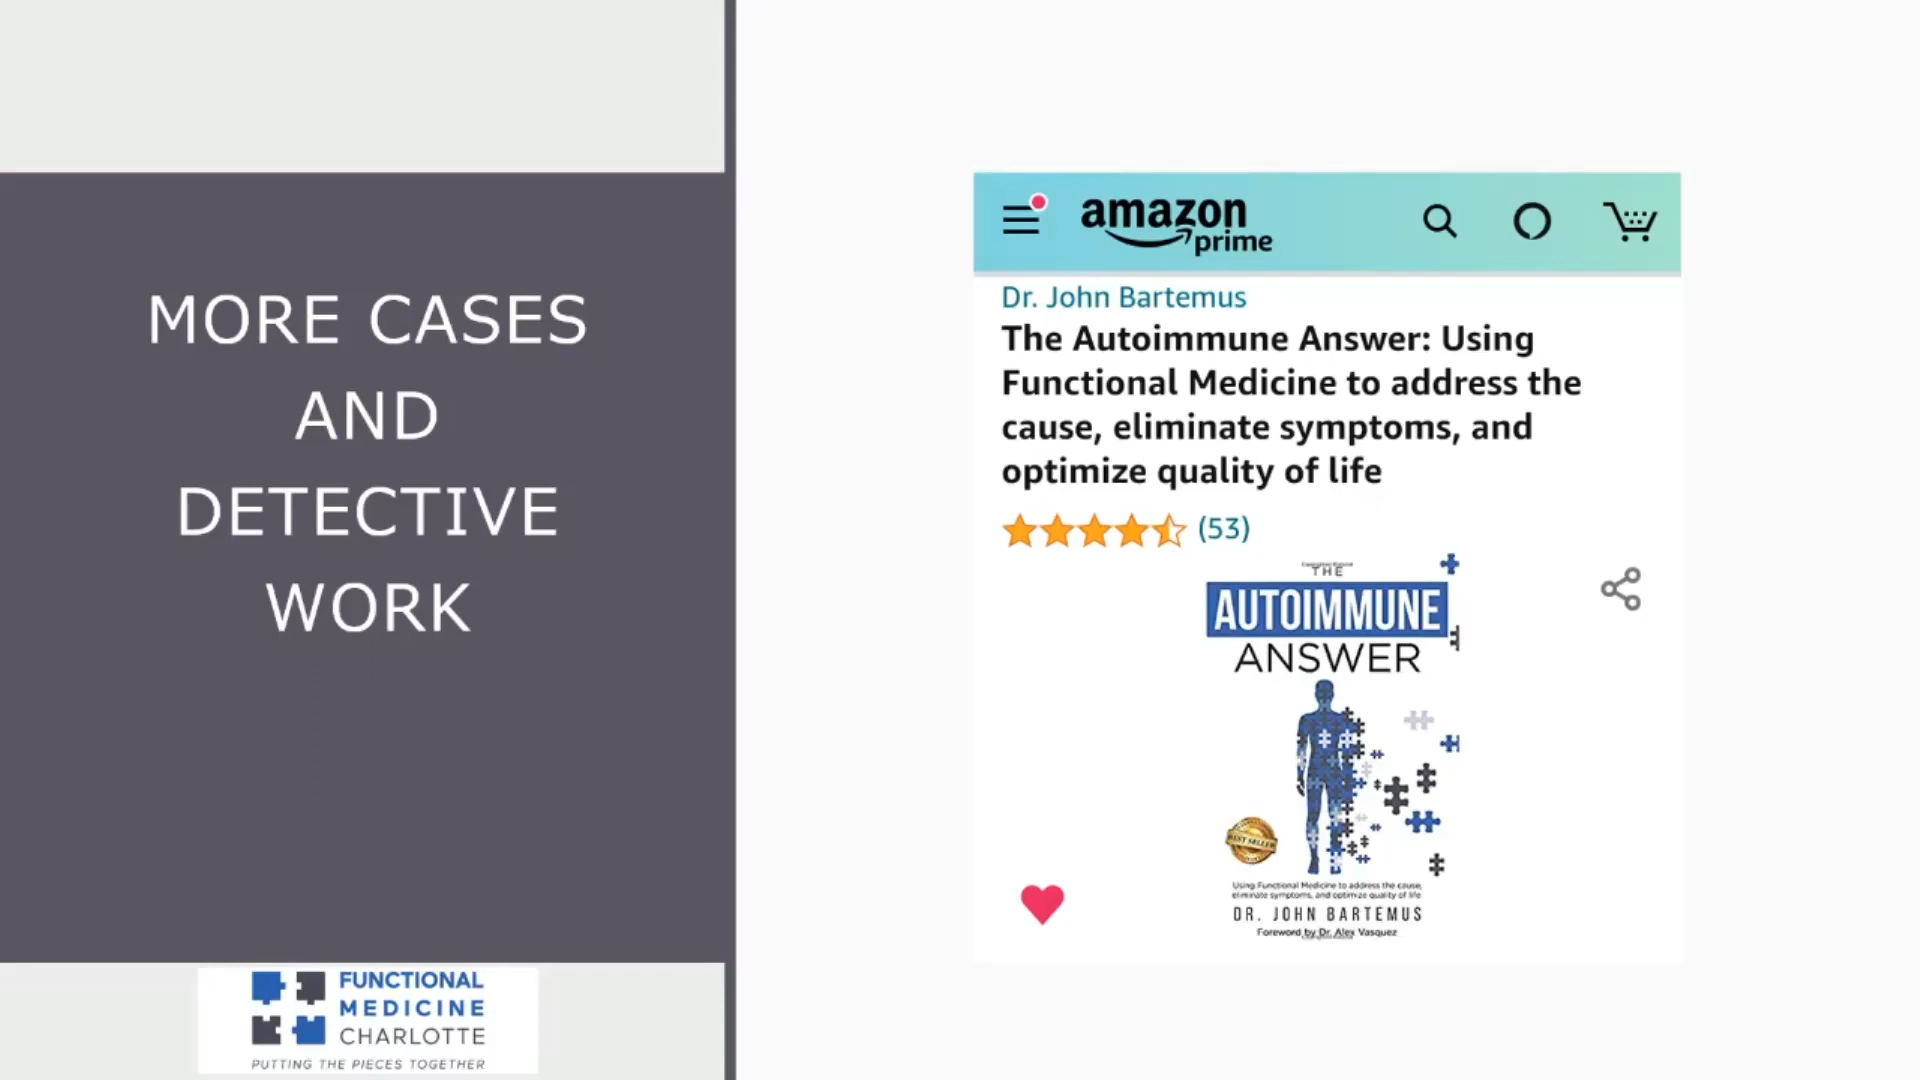 MORE CASES
AND
DETECTIVE
WORK
FUNCTIONAL
MEDICINE
CHARLOTTE
PUTTING THE PIECES TOGETHER
amazon
prime
Dr. John Bartemus
The Autoimmune Answer: Using
Functional Medicine to address the
cause, eliminate symptoms, and
optimize quality of life
(53)
THE
AUTOIMMUNE
ANSWER
BEST SELLER
Using Functional Medicine to address the cause,
eliminate symptoms, and optimize quality of life
DR. JOHN BARTEMUS
Foreword by Dr. Alex Vasquez